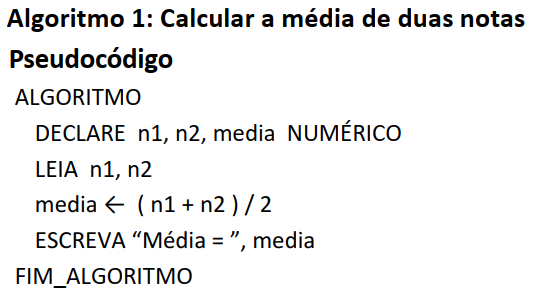 Algoritmo 1: Calcular a média de duas notas
Pseudocódigo
ALGORITMO
DECLARE n1, n2, media NUMÉRICO
LEIA n1, n2
media ← ( n1 + n2 ) / 2
ESCREVA “Média = ”, media
FIM_ALGORITMO